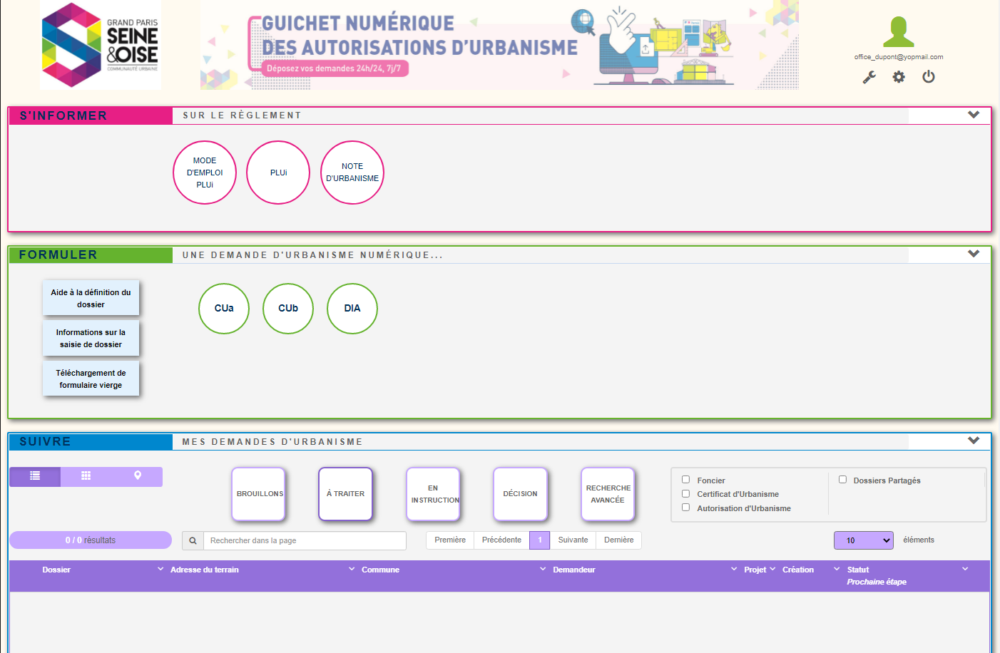 GRAND PARIS
SEINE
&OISE
COMMUNAUTÉ URBAINE
GUICHET NUMÉRIQUE
DES AUTORISATIONS D'URBANISME
Déposez vos demandes 24h/24, 7j/7
office_dupont@yopmail.com
S'INFORMER
SUR LE RÈGLEMENT
MODE
D'EMPLOI
PLUi
PLUi
NOTE
D'URBANISME
FORMULER
UNE DEMANDE D'URBANISME NUMÉRIQUE...
Aide à la définition du
dossier
Informations sur la
saisie de dossier
Téléchargement de
formulaire vierge
CUa
CUb
DIA
SUIVRE
MES DEMANDES D'URBANISME
BROUILLONS
À TRAITER
EN
INSTRUCTION
DÉCISION
RECHERCHE
AVANCÉE
Foncier
Certificat d'Urbanisme
Autorisation d'Urbanisme
Dossiers Partagés
0 / 0 résultats
Rechercher dans la page
Première
Précédente
1
Suivante
Dernière
10
éléments
Dossier
Adresse du terrain
Commune
Demandeur
Projet
Création
Statut
Prochaine étape